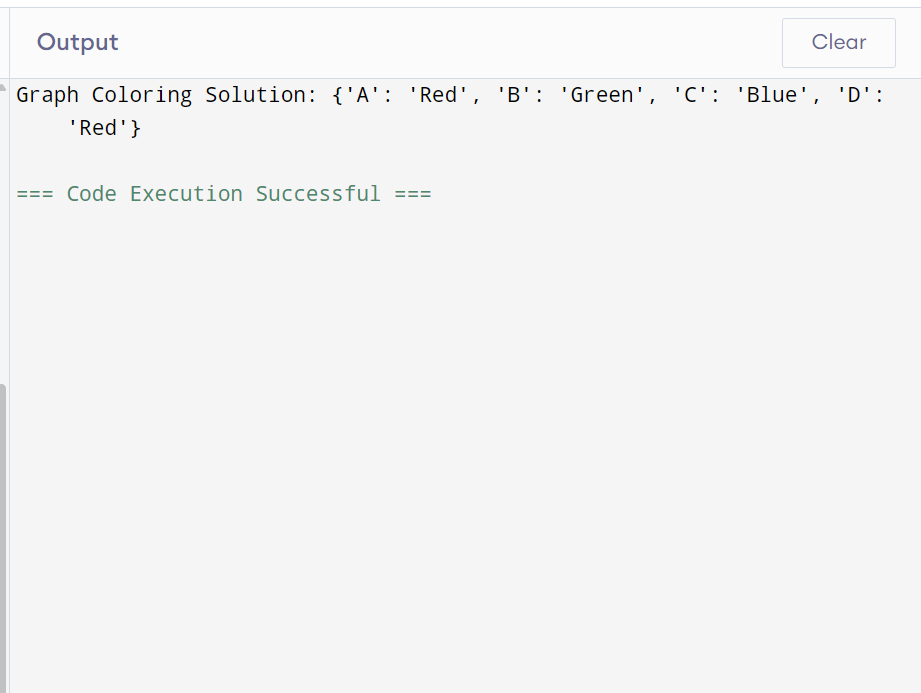 Output
Clear
Graph Coloring Solution: {'A': 'Red', 'B': 'Green', 'C': 'Blue', 'D':
'Red'}
=== Code Execution Successful ===